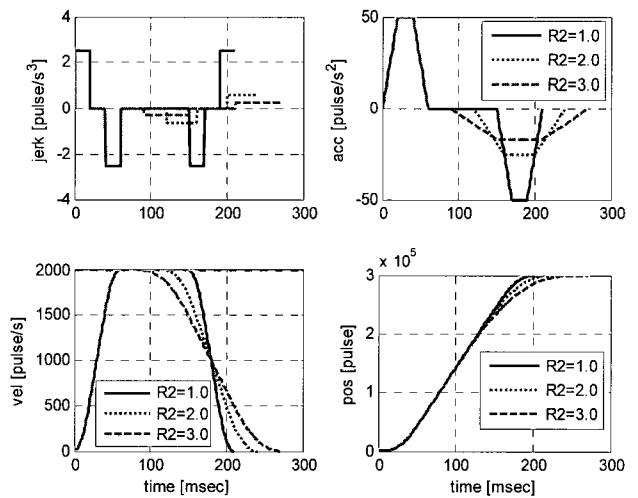 4
2
0
-2
-4
0
100
200
300
jerk [pulse/s³]
50
0
-50
0
100
200
300
acc [pulse/s²]
R2=1.0
R2=2.0
R2=3.0
2000
1500
1000
500
0
0
100
200
300
vel [pulse/s]
time [msec]
R2=1.0
R2=2.0
R2=3.0
x 10⁵
3
2
1
0
0
100
200
300
pos [pulse]
time [msec]
R2=1.0
R2=2.0
R2=3.0